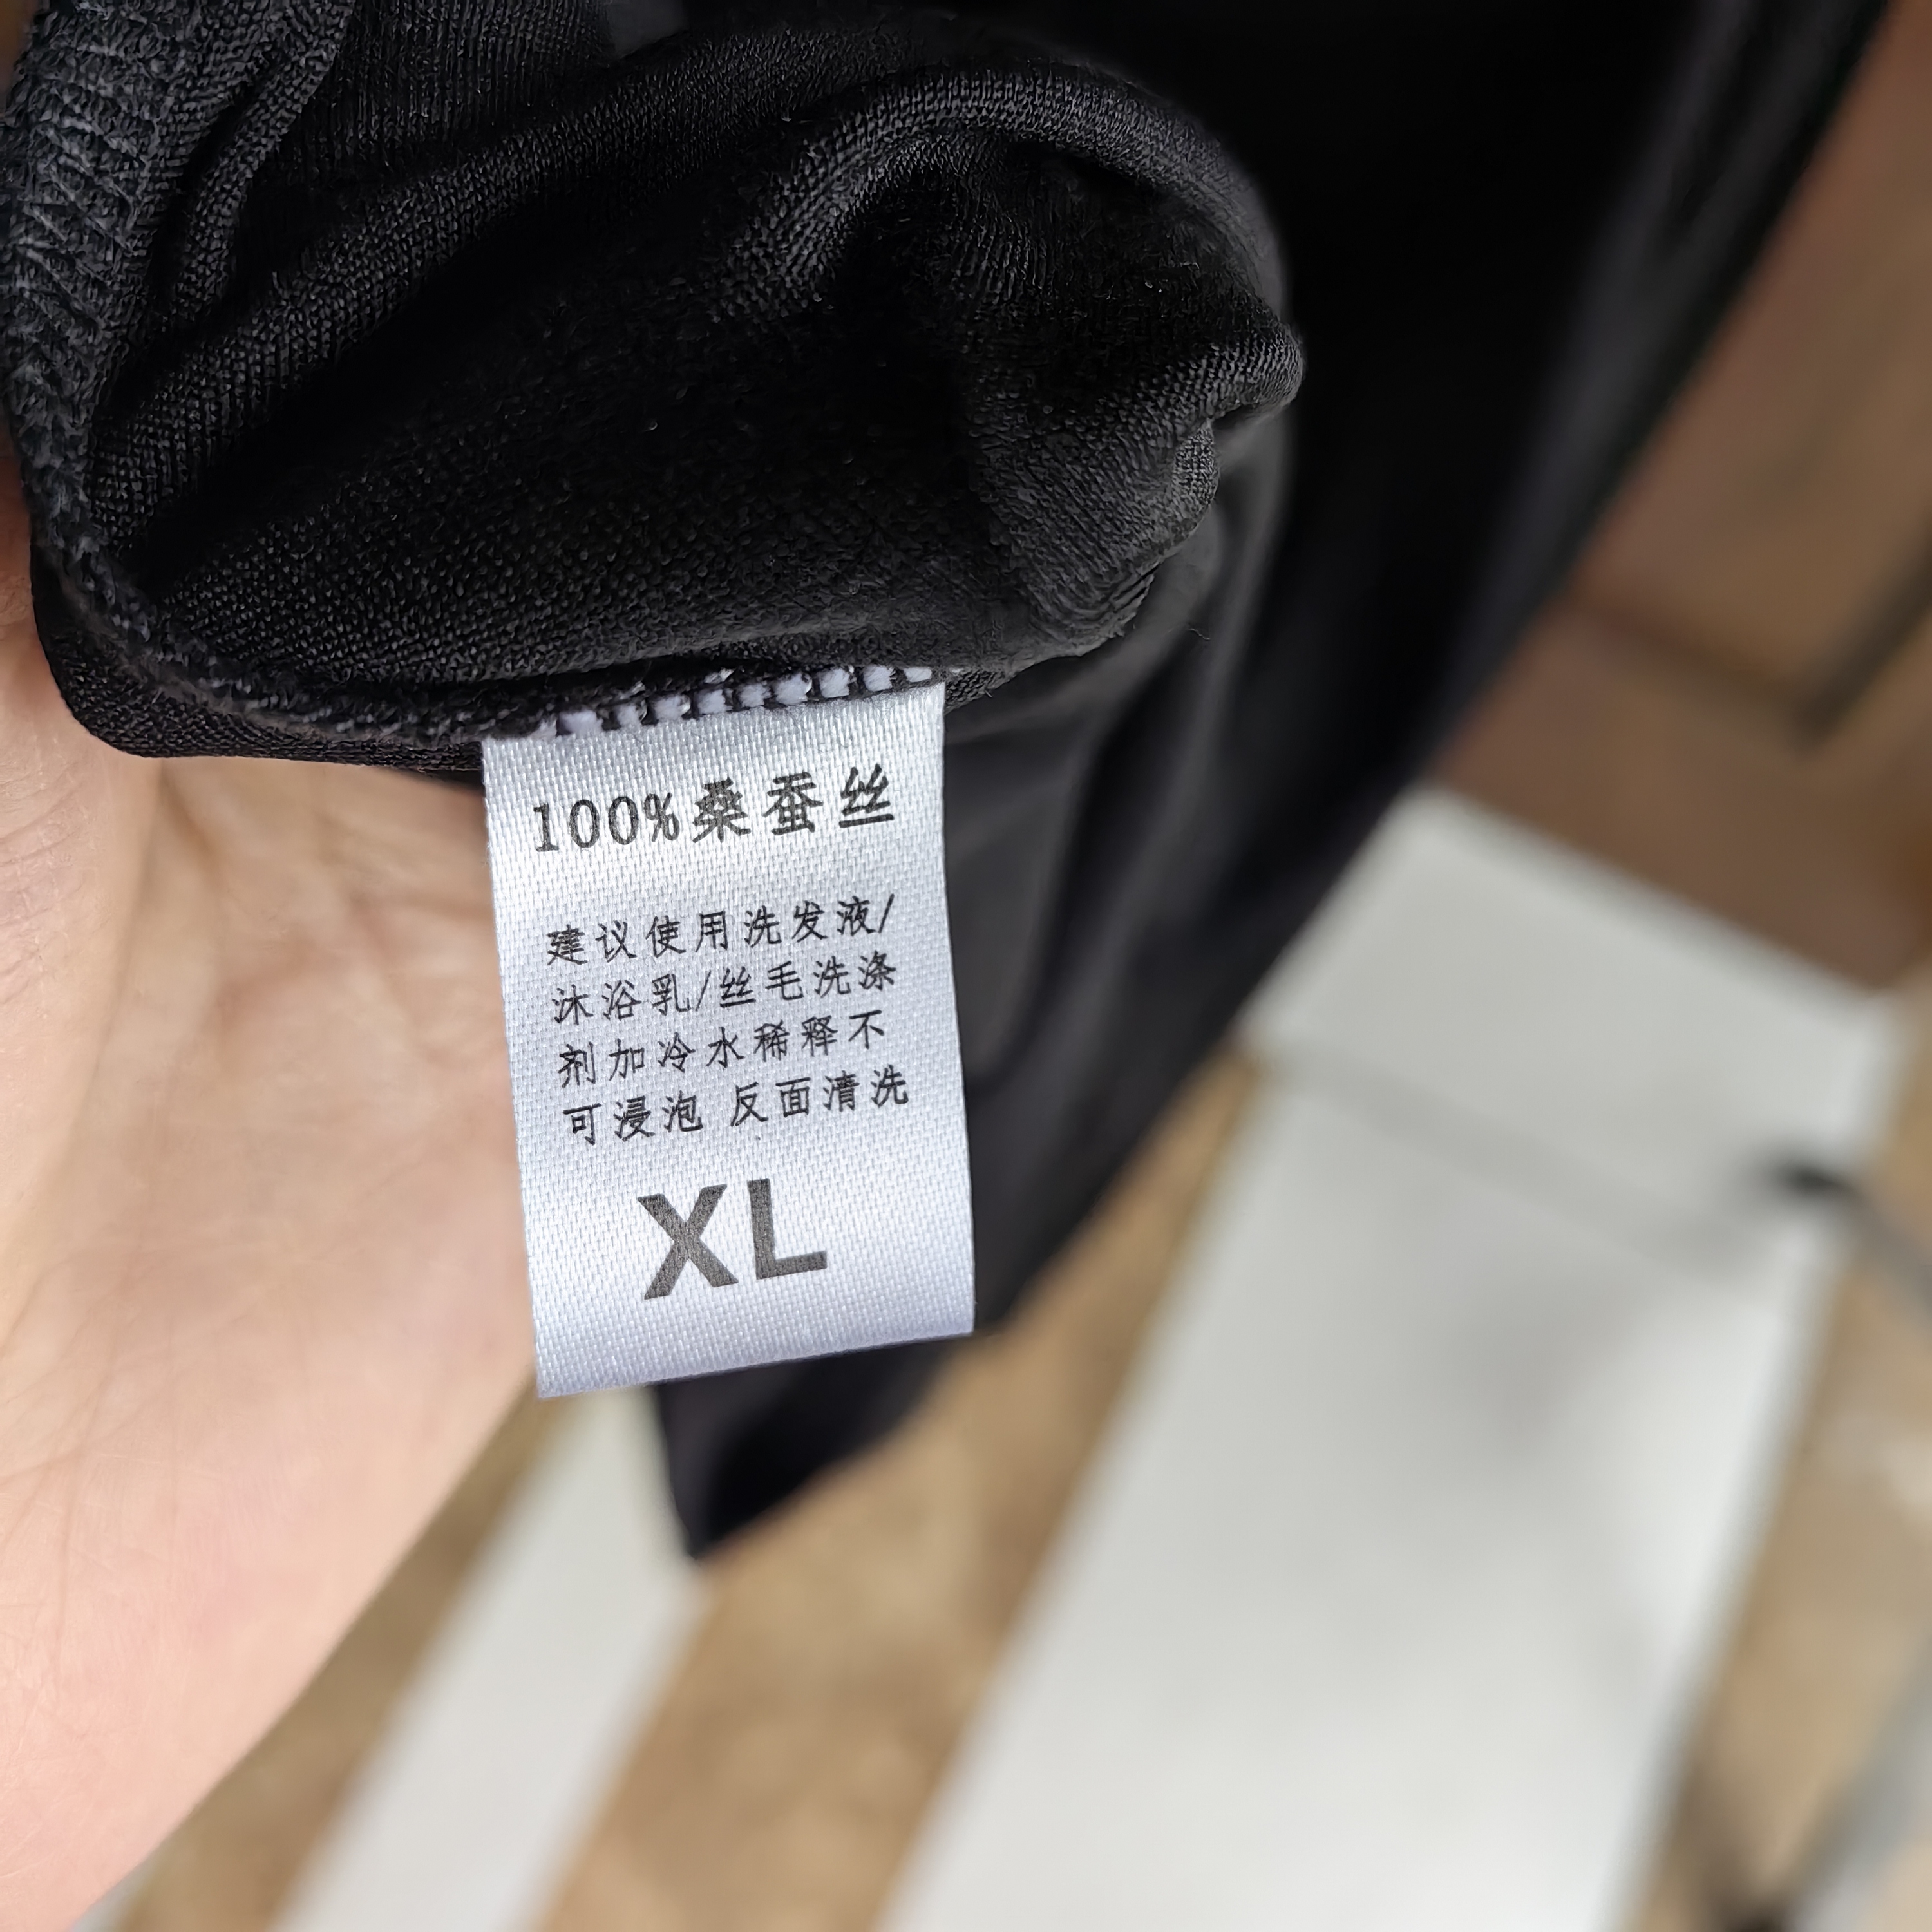 100%桑蚕丝
建议使用洗发液/
沐浴乳/丝毛洗涤
剂加冷水稀释不
可浸泡 反面清洗
XL